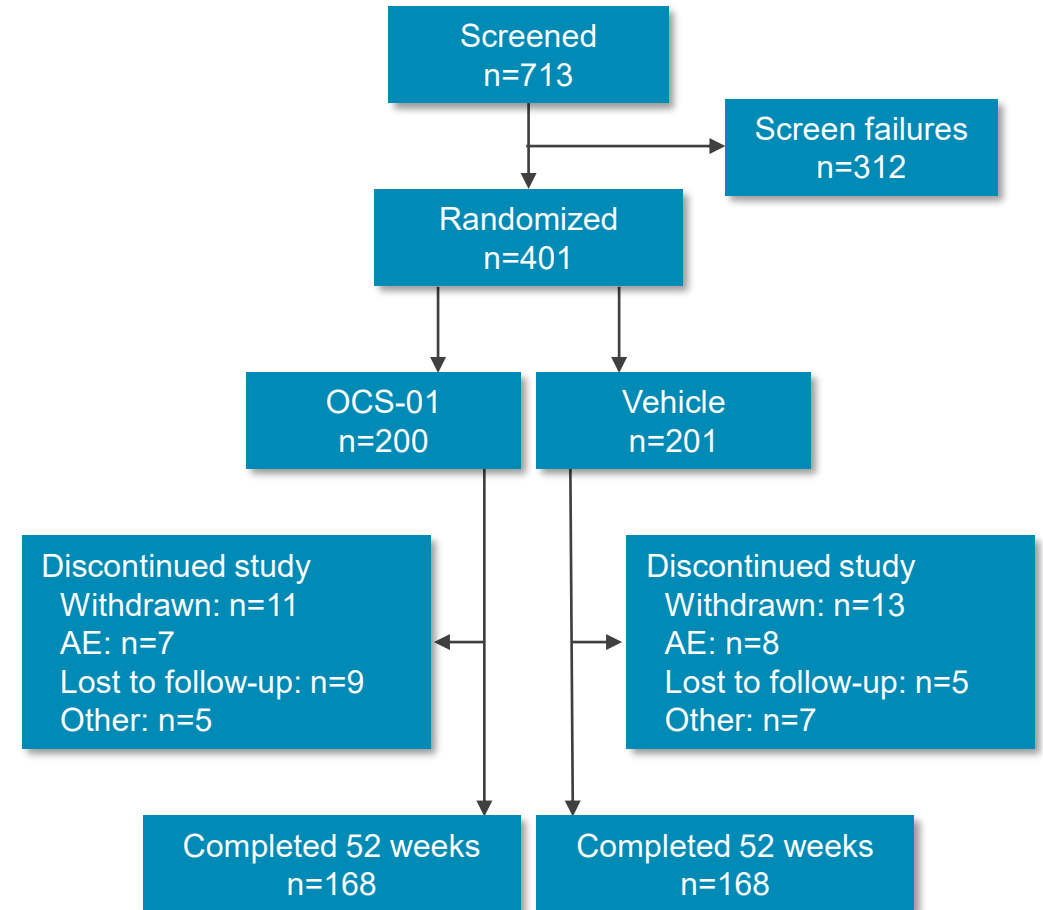 Screened
n=713
Screen failures
n=312
Randomized
n=401
OCS-01
n=200
Vehicle
n=201
Discontinued study
Withdrawn: n=11
AE: n=7
Lost to follow-up: n=9
Other: n=5
Discontinued study
Withdrawn: n=13
AE: n=8
Lost to follow-up: n=5
Other: n=7
Completed 52 weeks
n=168
Completed 52 weeks
n=168